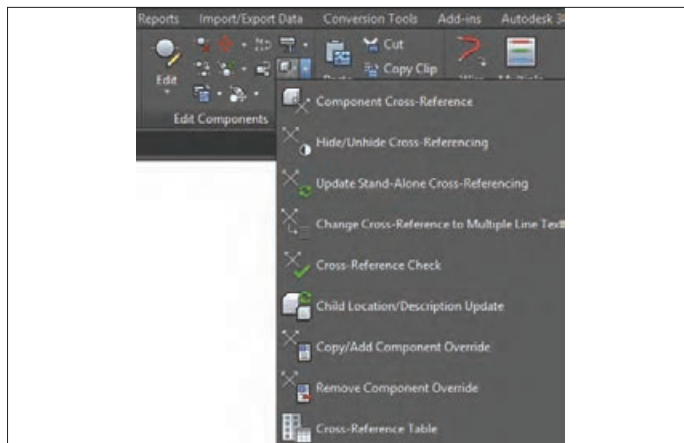 Reports Import/Export Data Conversion Tools Add-ins Autodesk
Cut
Edit Copy Clip
Edit Components
Component Cross-Reference
Hide/Unhide Cross-Referencing
Update Stand-Alone Cross-Referencing
Change Cross-Reference to Multiple Line Text
Cross-Reference Check
Child Location/Description Update
Copy/Add Component Override
Remove Component Override
Cross-Reference Table